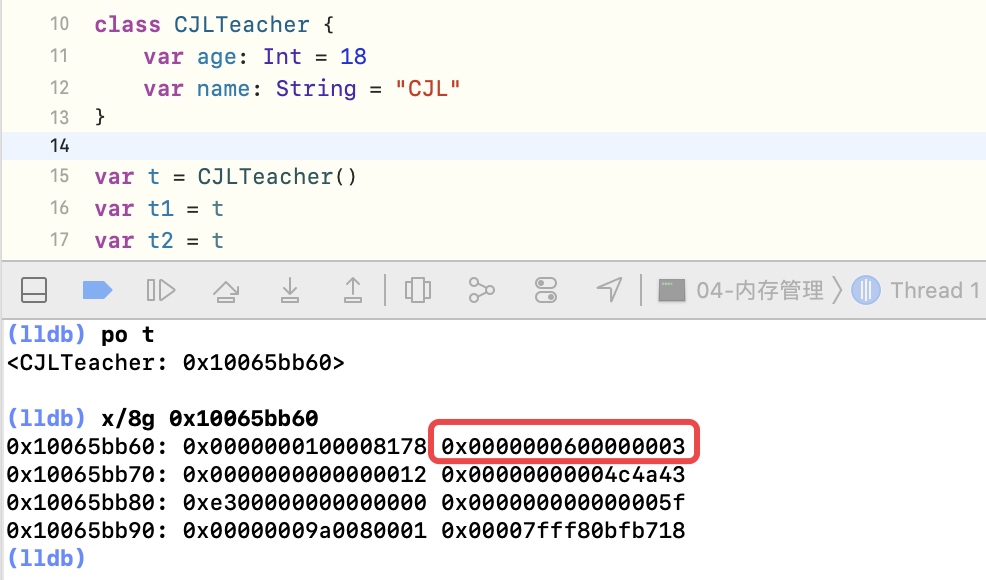 10 class CJLTeacher {
11 var age: Int = 18
12 var name: String = "CJL"
13 }
14
15 var t = CJLTeacher()
16 var t1 = t
17 var t2 = t
04-内存管理 〉 Thread 1
(lldb) po t
<CJLTeacher: 0x10065bb60>
(lldb) x/8g 0x10065bb60
0x10065bb60: 0x0000000100008178 0x0000000600000003
0x10065bb70: 0x0000000000000012 0x00000000004c4a43
0x10065bb80: 0xe300000000000000 0x000000000000005f
0x10065bb90: 0x00000009a0080001 0x00007fff80bfb718
(lldb)